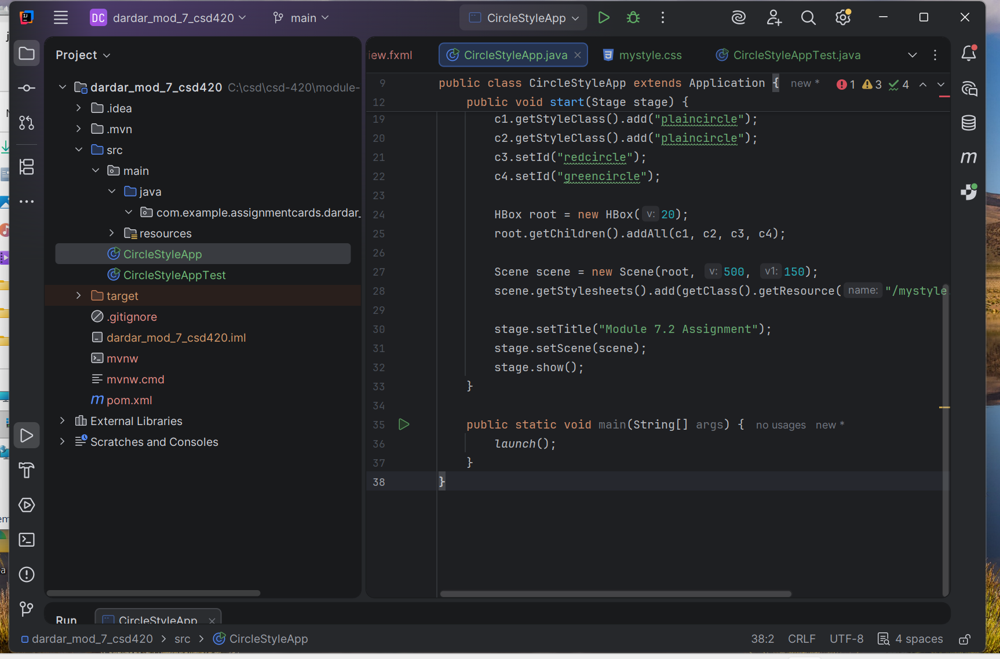 DC dardar_mod_7_csd420
main
CircleStyleApp
Project
dardar_mod_7_csd420 C:\csd\csd-420\module-
.idea
.mvn
src
main
java
com.example.assignmentcards.dardar_
resources
CircleStyleApp
CircleStyleAppTest
target
.gitignore
dardar_mod_7_csd420.iml
mvnw
mvnw.cmd
m pom.xml
External Libraries
Scratches and Consoles
iew.fxml
CircleStyleApp.java
mystyle.css
CircleStyleAppTest.java
9 public class CircleStyleApp extends Application { new * 1 3 4
12 public void start(Stage stage) {
19 c1.getStyleClass().add("plaincircle");
20 c2.getStyleClass().add("plaincircle");
21 c3.setId("redcircle");
22 c4.setId("greencircle");
23
24 HBox root = new HBox( v: 20);
25 root.getChildren().addAll(c1, c2, c3, c4);
26
27 Scene scene = new Scene(root, v: 500, v1: 150);
28 scene.getStylesheets().add(getClass().getResource( name: "/mystyle
29
30 stage.setTitle("Module 7.2 Assignment");
31 stage.setScene(scene);
32 stage.show();
33 }
34
35 public static void main(String[] args) { no usages new *
36 launch();
37 }
38 }
m
Run CircleStyleApp
dardar_mod_7_csd420 > src > CircleStyleApp
38:2 CRLF UTF-8 4 spaces